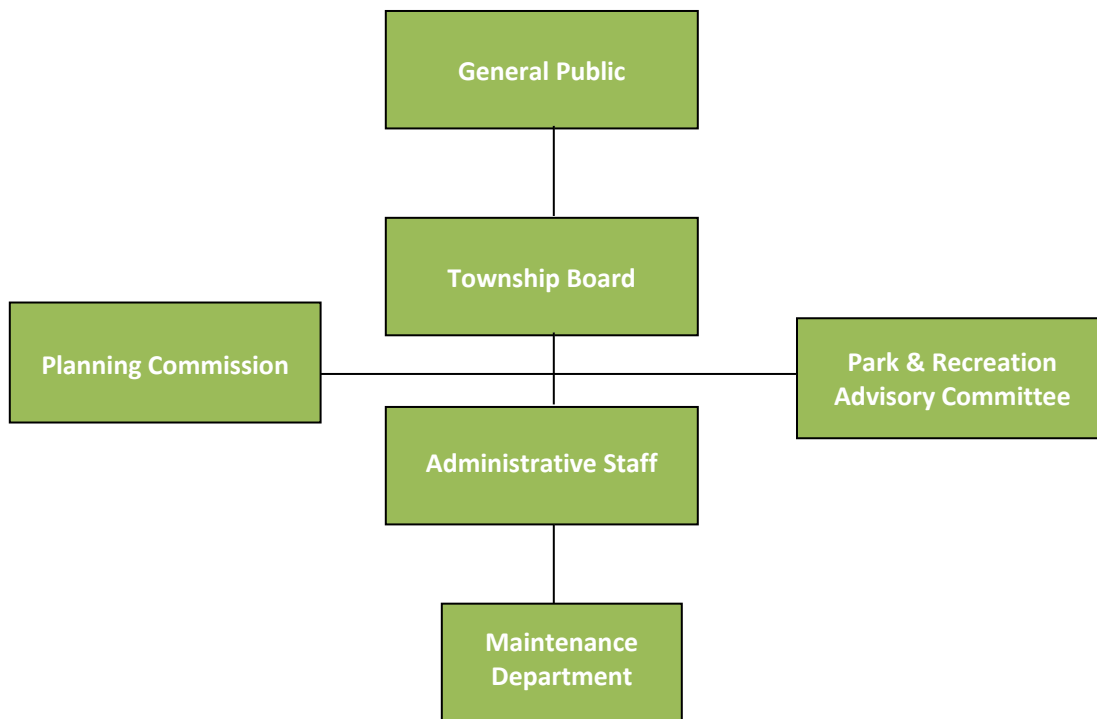 General Public
Township Board
Planning Commission
Park & Recreation
Advisory Committee
Administrative Staff
Maintenance
Department